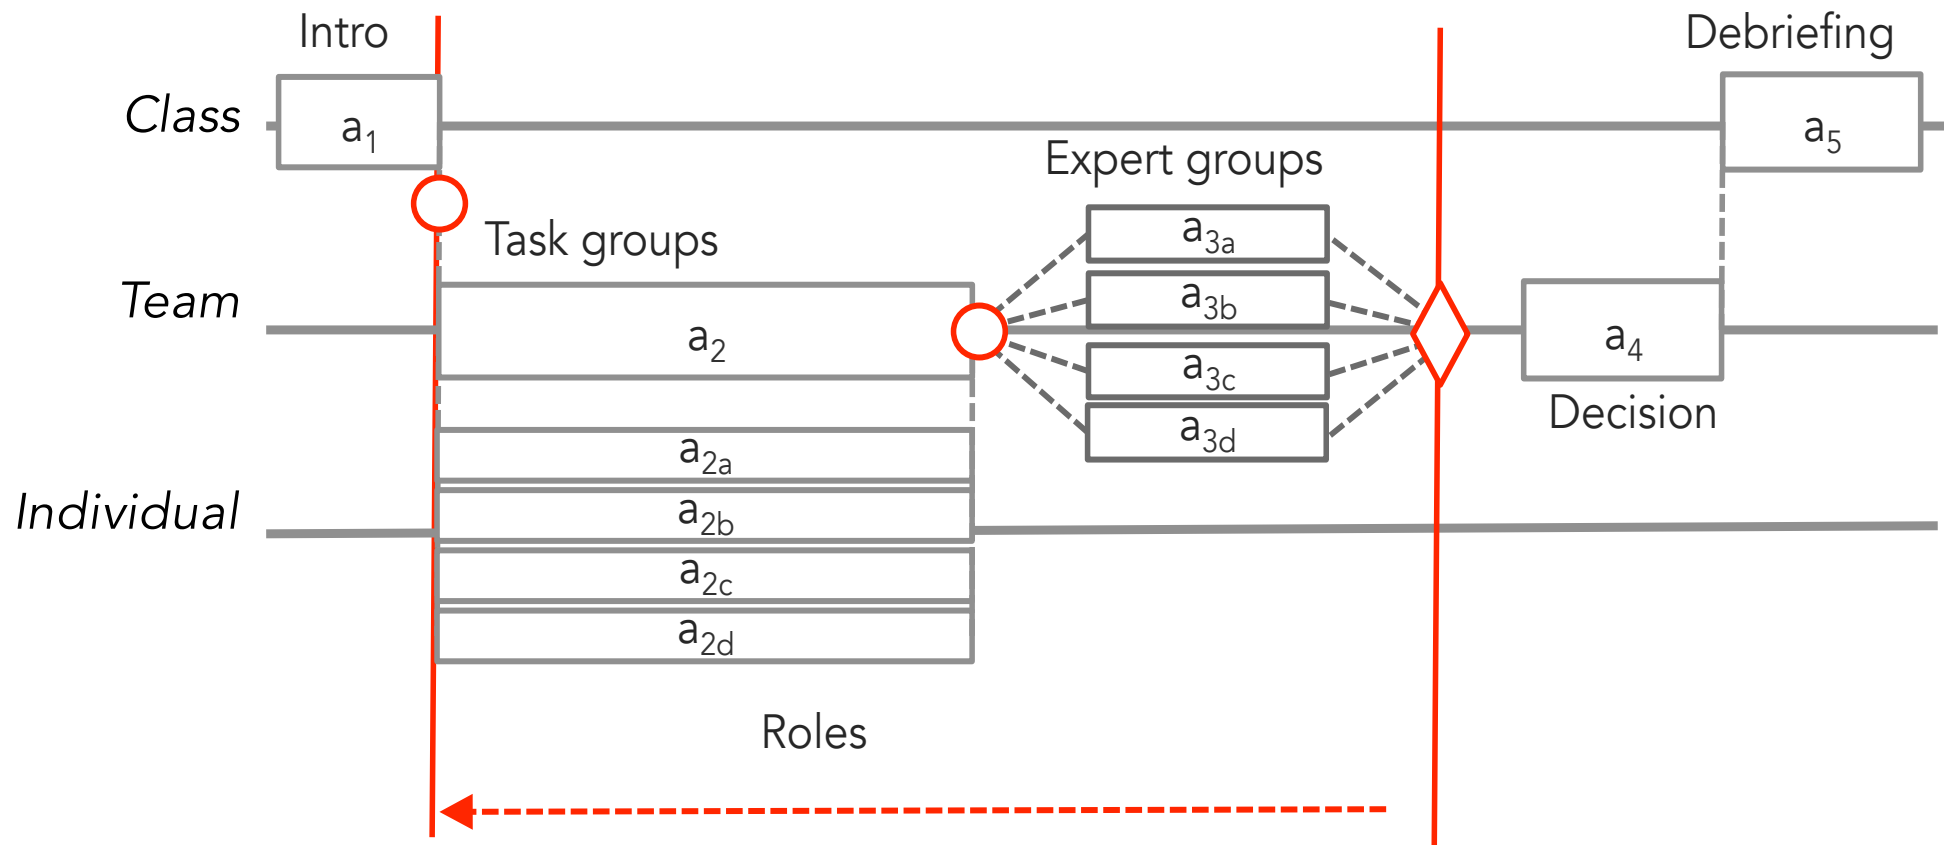 Intro
Debriefing
Class
a1
a5
Expert groups
Task groups
a3a
Team
a3b
a2
a4
a3c
Decision
a3d
a2a
Individual
a2b
a2c
a2d
Roles